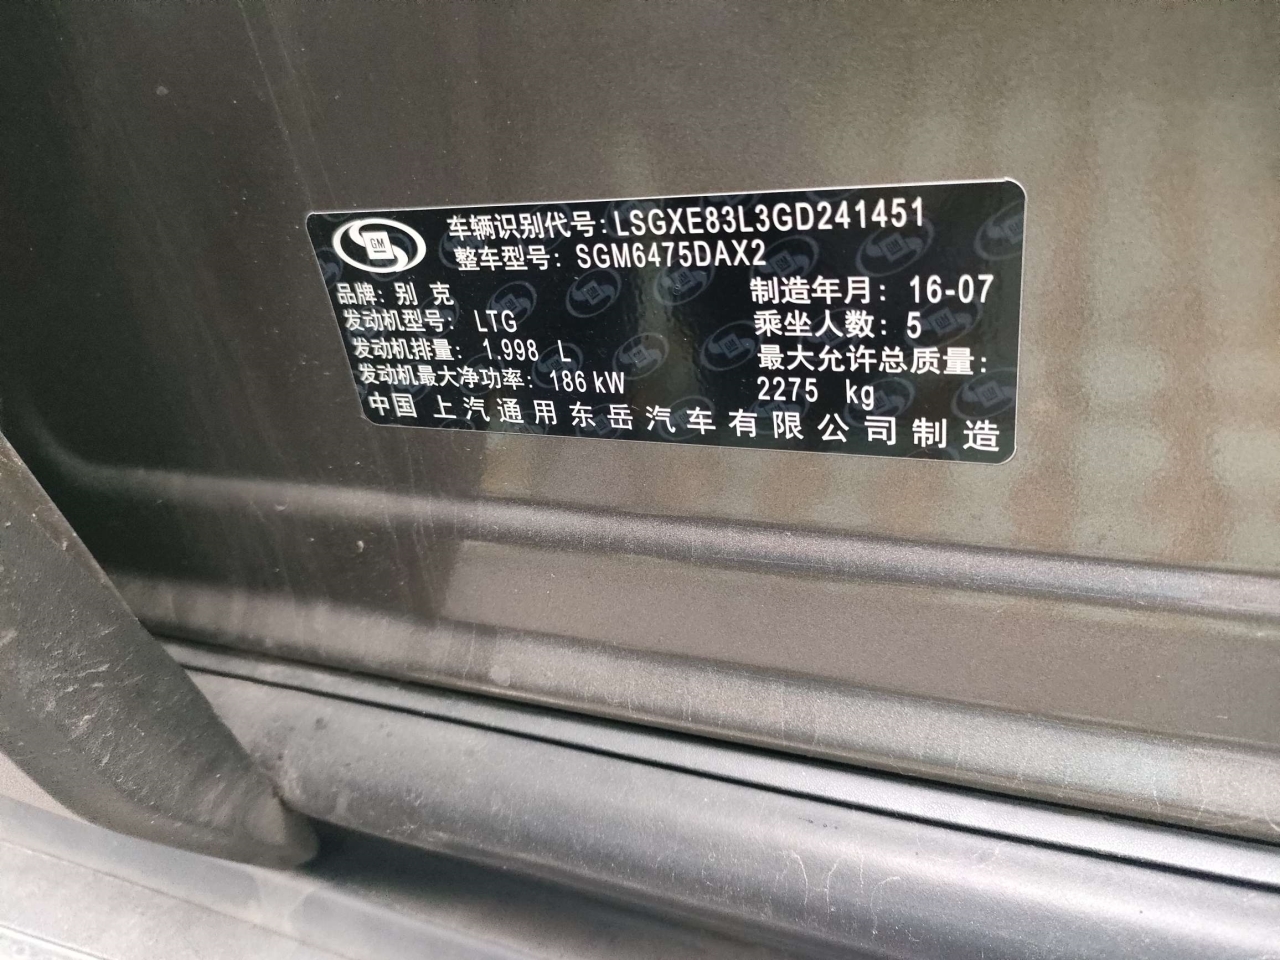 GM
车辆识别代号: LSGXE83L3GD241451
整车型号: SGM6475DAX2
品牌: 别 克
制造年月: 16-07
发动机型号: LTG
乘坐人数: 5
发动机排量: 1.998 L
最大允许总质量:
发动机最大净功率: 186 kW
2275 kg
中国 上汽通用东岳汽车有限公司制造